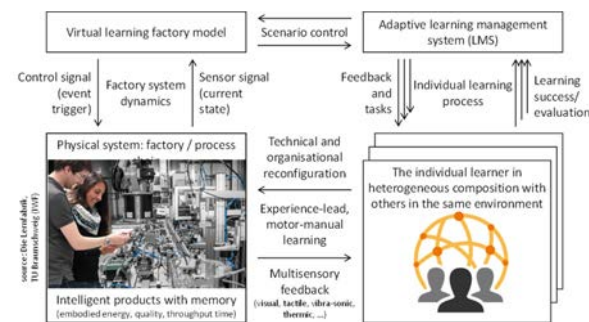 Virtual learning factory model
Scenario control
Adaptive learning management
system (LMS)
Control signal
(event
trigger)
Factory system
dynamics
Sensor signal
(current
state)
Feedback
and
tasks
Individual learning
process
Learning
success/
evaluation
Physical system: factory / process
Technical and
organisational
reconfiguration
Experience-lead,
motor-manual
learning
Multisensory
feedback
(visual, tactile, vibra-sonic,
thermic, ...)
The individual learner in
heterogeneous composition with
others in the same environment
source: Die Lernfabrik,
TU Braunschweig (IWF)
Intelligent products with memory
(embodied energy, quality, throughput time)